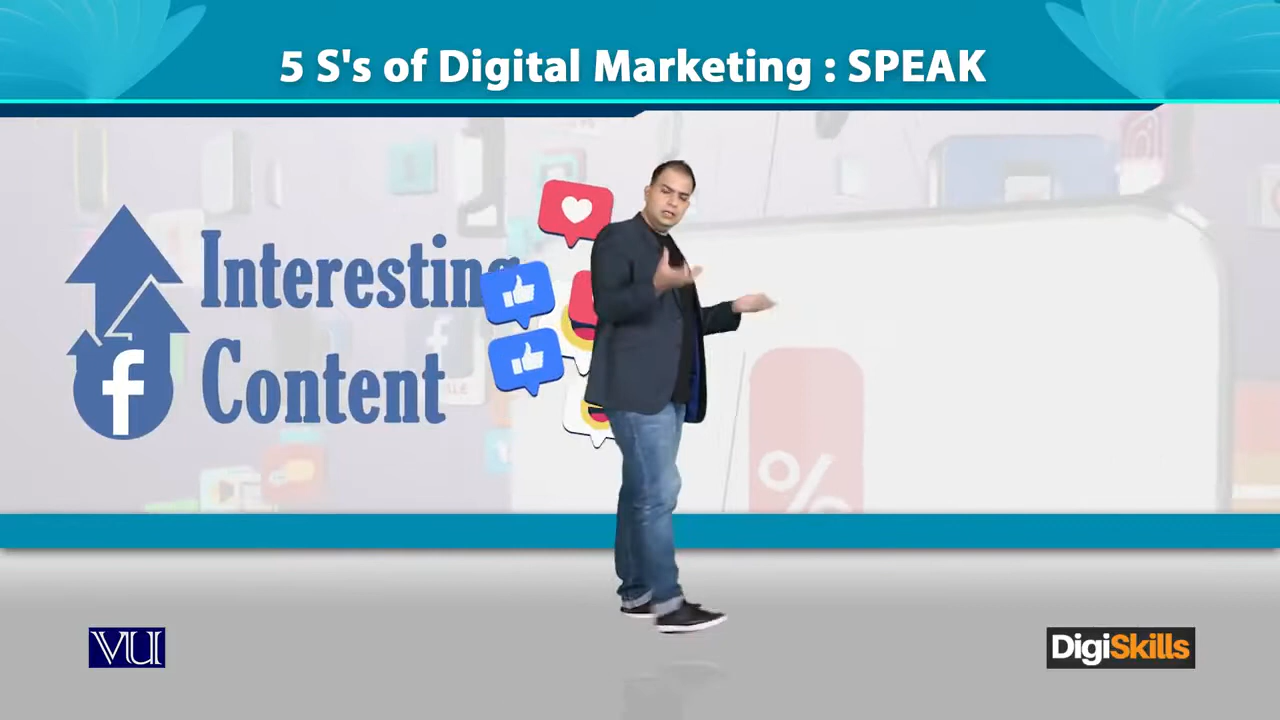 5 S's of Digital Marketing : SPEAK
Interesting
Content
f
%
VU
DigiSkills